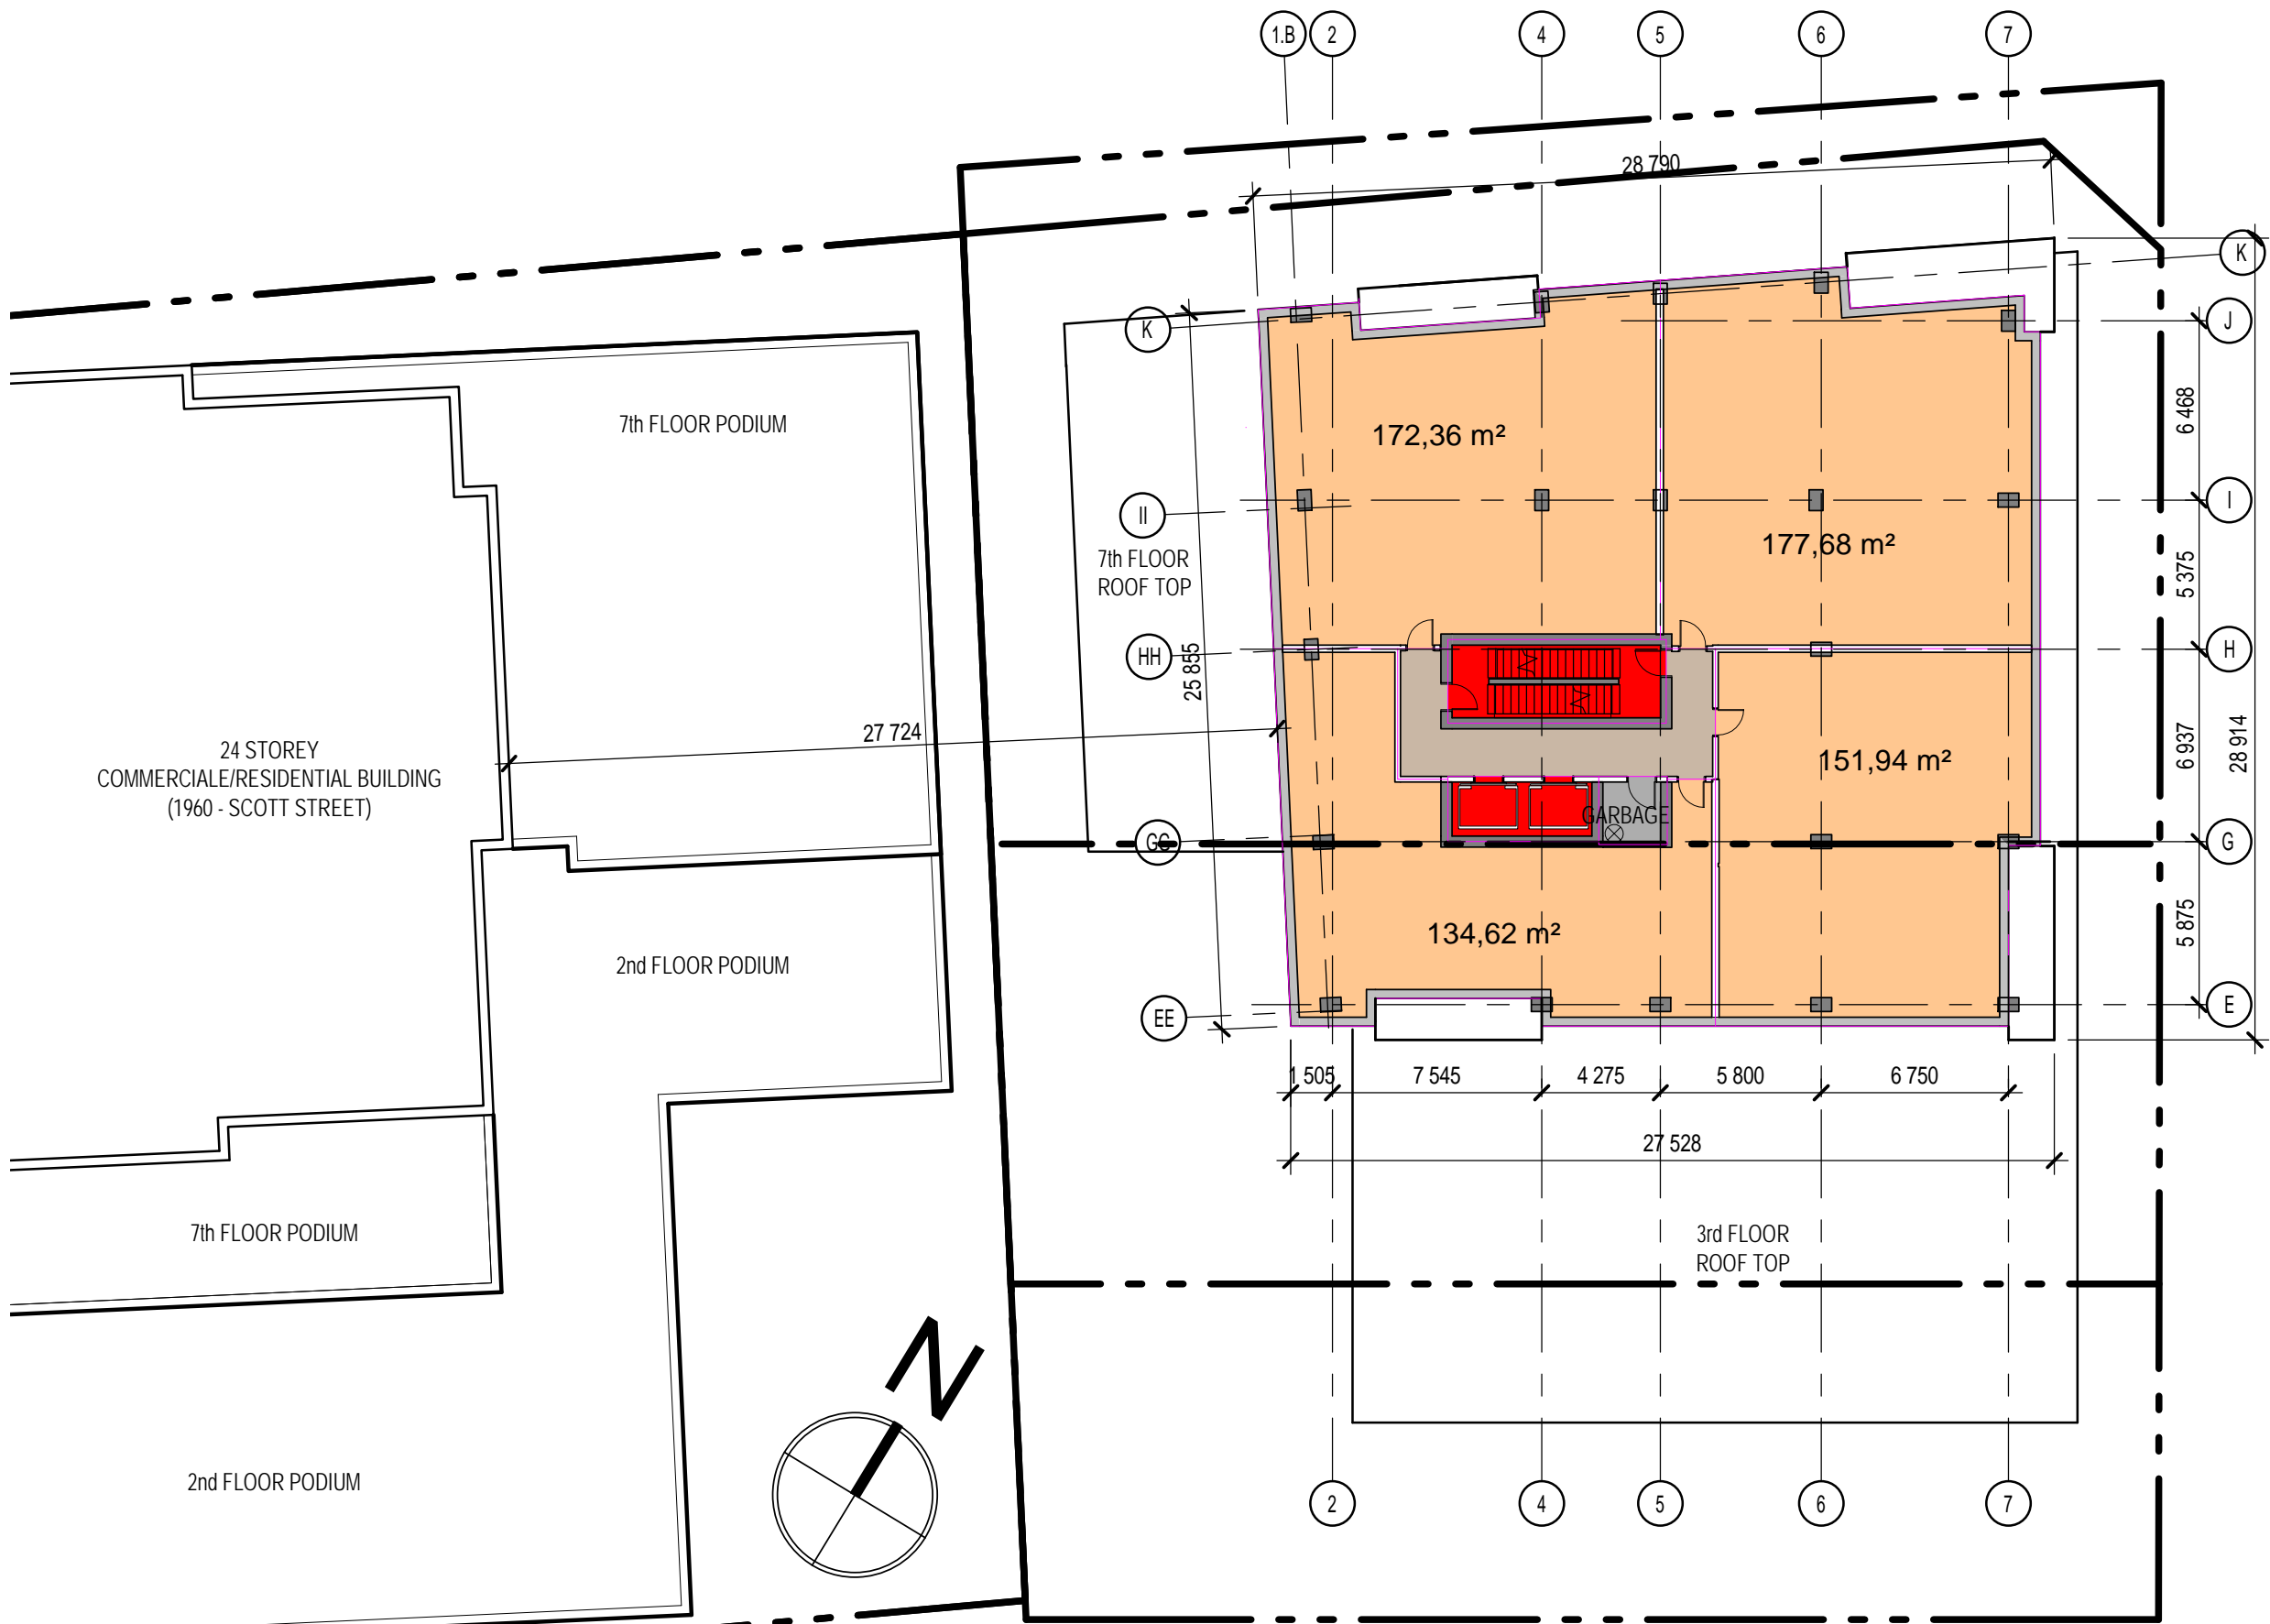 1.B
2
4
5
6
7
28 790
K
J
K
6 468
7th FLOOR PODIUM
172,36 m²
I
II
177,68 m²
7th FLOOR
ROOF TOP
5 375
HH
H
25 855
27 724
6 937
28 914
24 STOREY
COMMERCIALE/RESIDENTIAL BUILDING
(1960 - SCOTT STREET)
151,94 m²
GARBAGE
GG
G
134,62 m²
5 875
2nd FLOOR PODIUM
EE
E
1 505
7 545
4 275
5 800
6 750
27 528
7th FLOOR PODIUM
3rd FLOOR
ROOF TOP
N
2nd FLOOR PODIUM
2
4
5
6
7